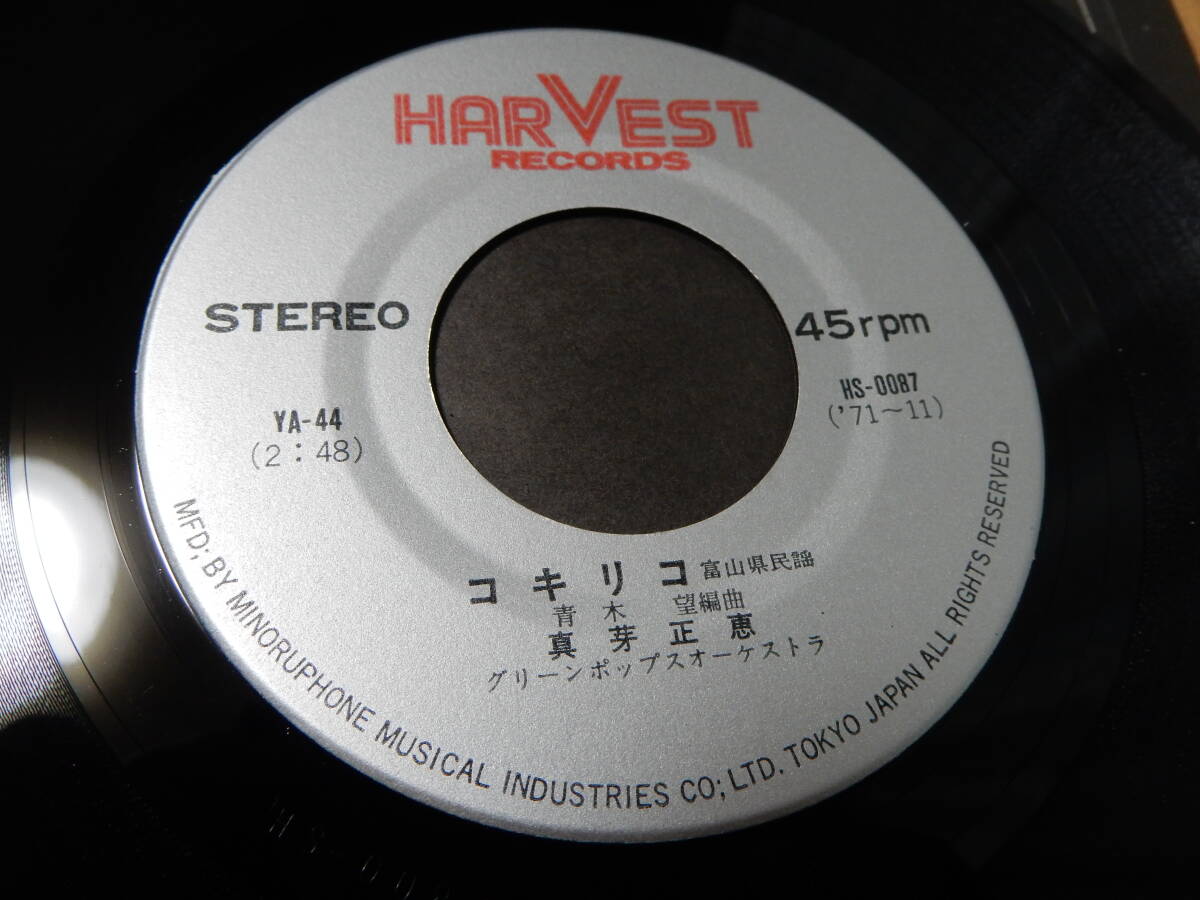 HARVEST
RECORDS
STEREO
45rpm
YA-44
(2:48)
HS-0087
('71~11)
コキリコ 富山県民謡
青木 望編曲
真芽正恵
グリーンポップスオーケストラ
MFD; BY MINORUPHONE MUSICAL INDUSTRIES CO; LTD. TOKYO JAPAN ALL RIGHTS RESERVED